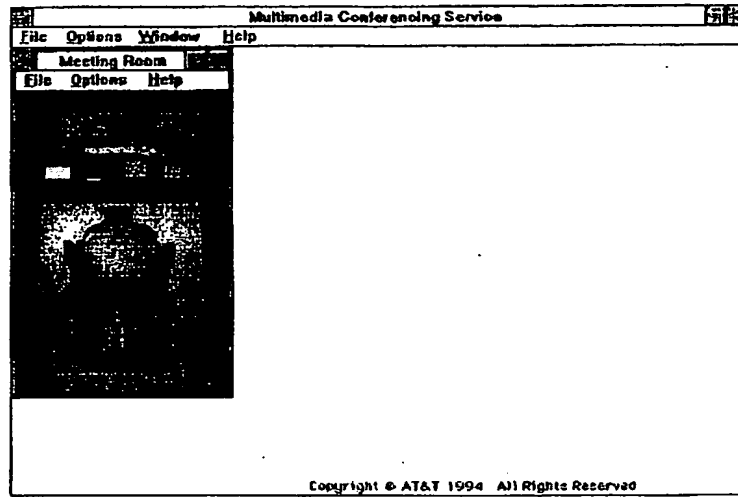 Multimedia Conferencing Service
File Options Window Help
Meeting Room
File Options Help
Copyright © AT&T 1994 All Rights Reserved